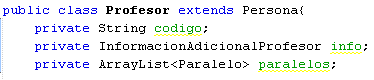 public class Profesor extends Persona{
private String codigo;
private InformacionAdicionalProfesor info;
private ArrayList<Paralelo> paralelos;